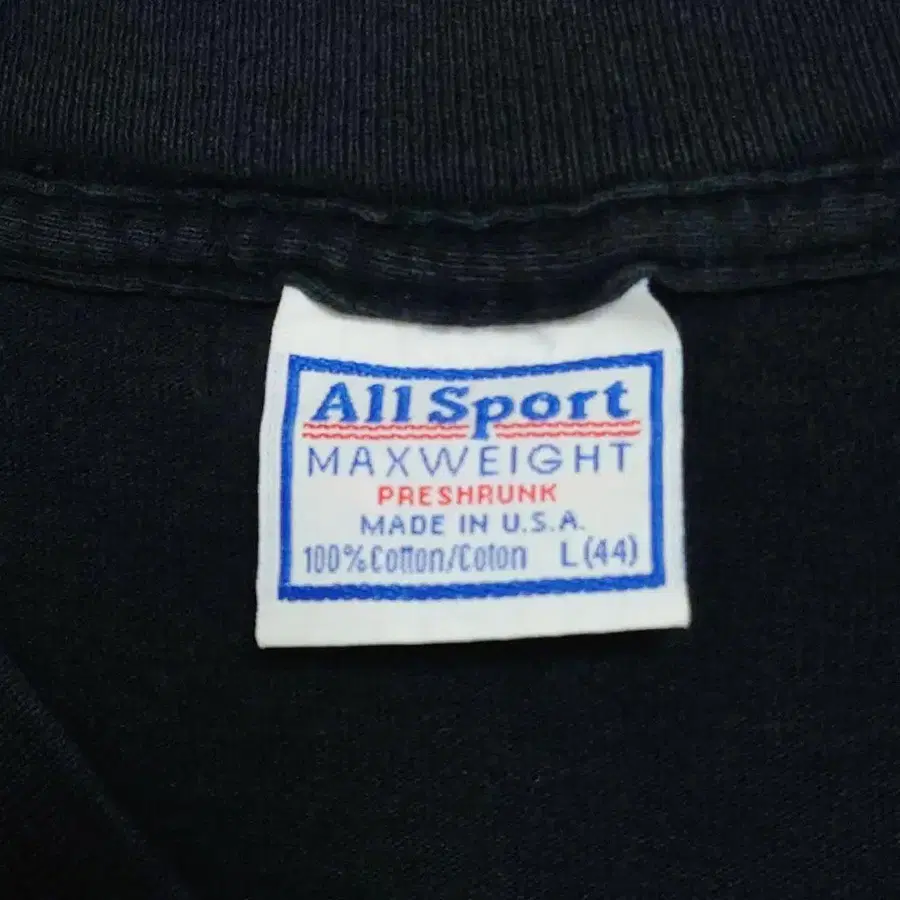 All Sport
MAXWEIGHT
PRESHRUNK
MADE IN U.S.A.
100% Cotton/Coton L (44)